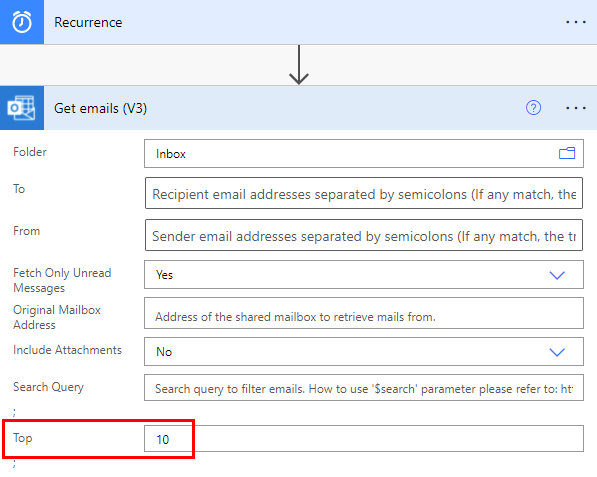 Recurrence
...
Get emails (V3)
?
...
Folder
Inbox
To
Recipient email addresses separated by semicolons (If any match, the
From
Sender email addresses separated by semicolons (If any match, the tr
Fetch Only Unread
Messages
Yes
Original Mailbox
Address
Address of the shared mailbox to retrieve mails from.
Include Attachments
No
Search Query
Search query to filter emails. How to use '$search' parameter please refer to: ht
;
Top
10
;